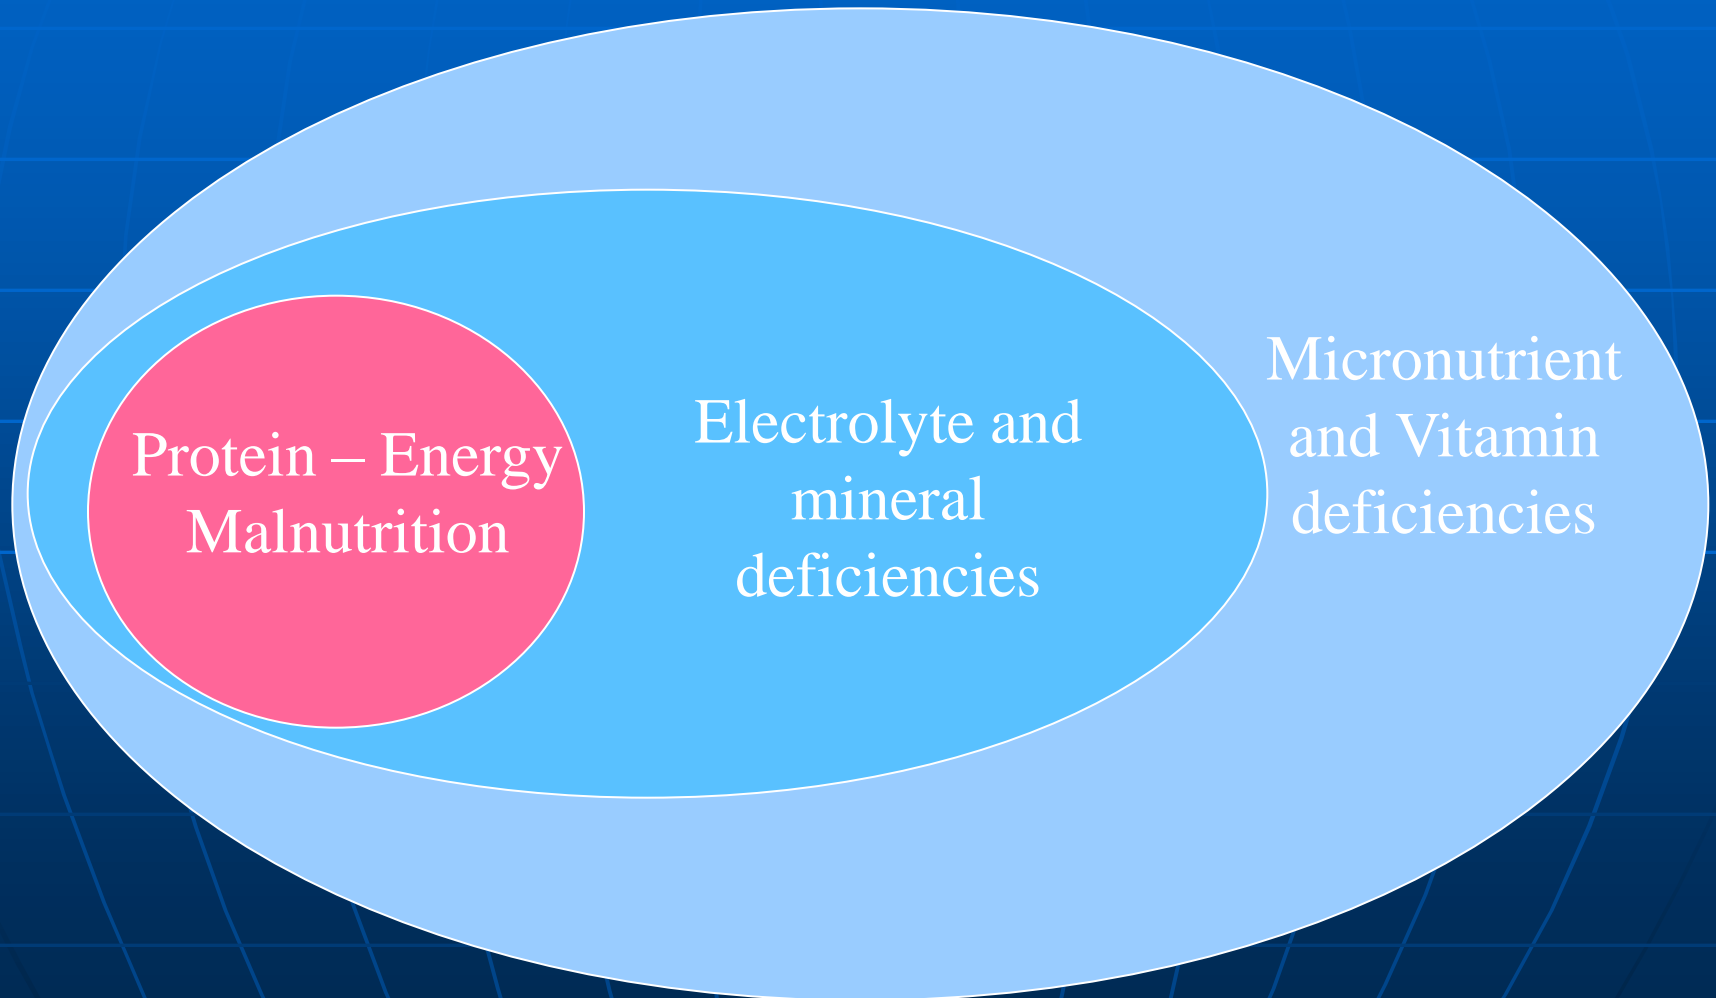 Protein – Energy
Malnutrition
Electrolyte and
mineral
deficiencies
Micronutrient
and Vitamin
deficiencies